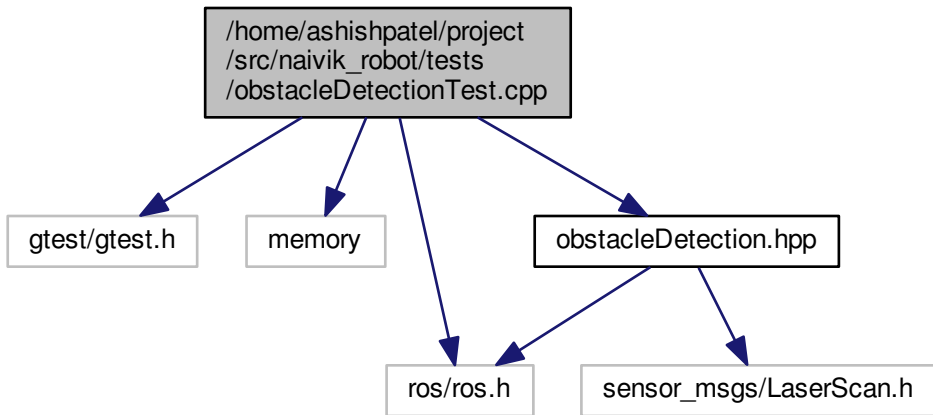 /home/ashishpatel/project
/src/naivik_robot/tests
/obstacleDetectionTest.cpp
gtest/gtest.h
memory
obstacleDetection.hpp
ros/ros.h
sensor_msgs/LaserScan.h